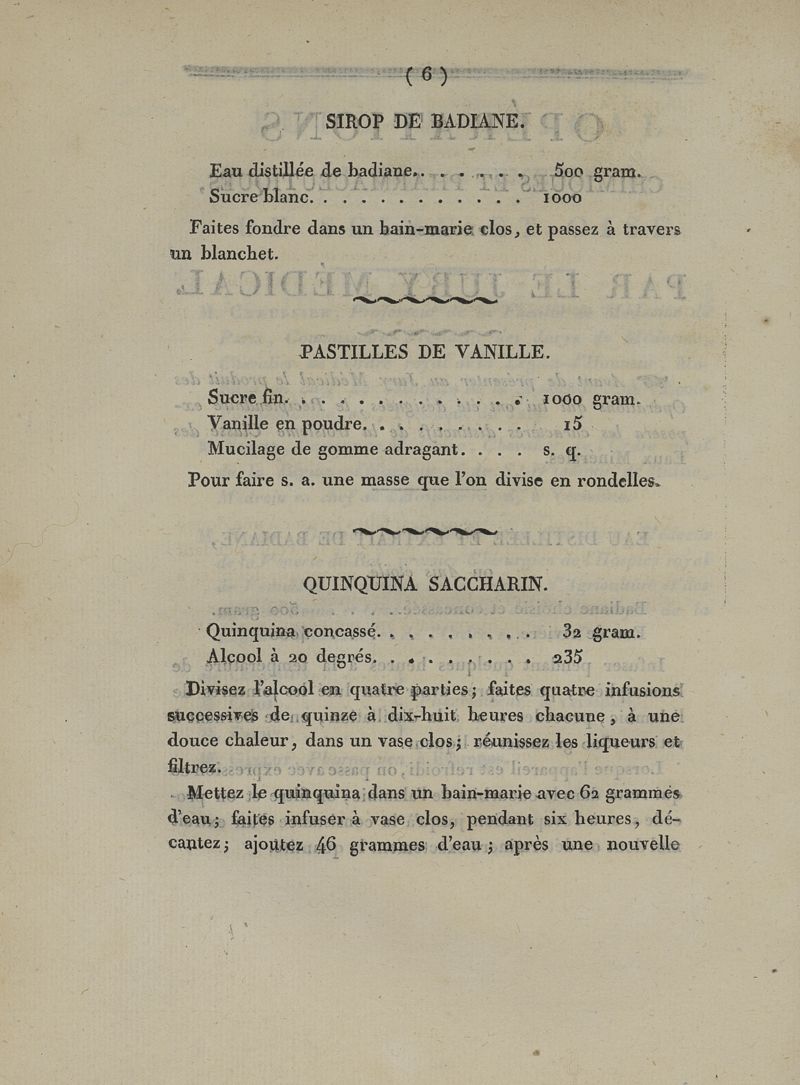 ( 6 )
SIROP DE BADIANE.
Eau distillée de badiane. . . . . . . 500 gram.
Sucre blanc. . . . . . . . . . . . 1000
Faites fondre dans un bain-marie clos, et passez à travers
un blanchet.
PASTILLES DE VANILLE.
Sucre fin. . . . . . . . . . . . . 1000 gram.
Vanille en poudre. . . . . . . . . 15
Mucilage de gomme adragant. . . . s. q.
Pour faire s. a. une masse que l'on divise en rondelles.
QUINQUINA SACCHARIN.
Quinquina concassé. . . . . . . . . 32 gram.
Alcool à 20 degrés. . . . . . . . . 235
Divisez l'alcool en quatre parties; faites quatre infusions
successives de quinze à dix-huit heures chacune, à une
douce chaleur, dans un vase clos; réunissez les liqueurs et
filtrez.
Mettez le quinquina dans un bain-marie avec 62 grammes
d'eau; faites infuser à vase clos, pendant six heures, dé-
cantez; ajoutez 46 grammes d'eau; après une nouvelle